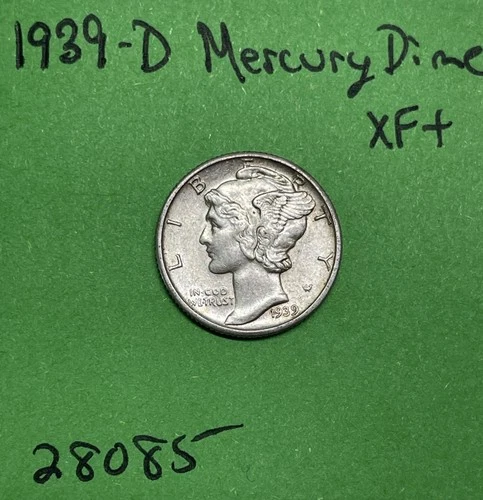 1939-D Mercury Dime
XF+
LIBERTY
IN·GOD
WE·TRUST
1939
28085